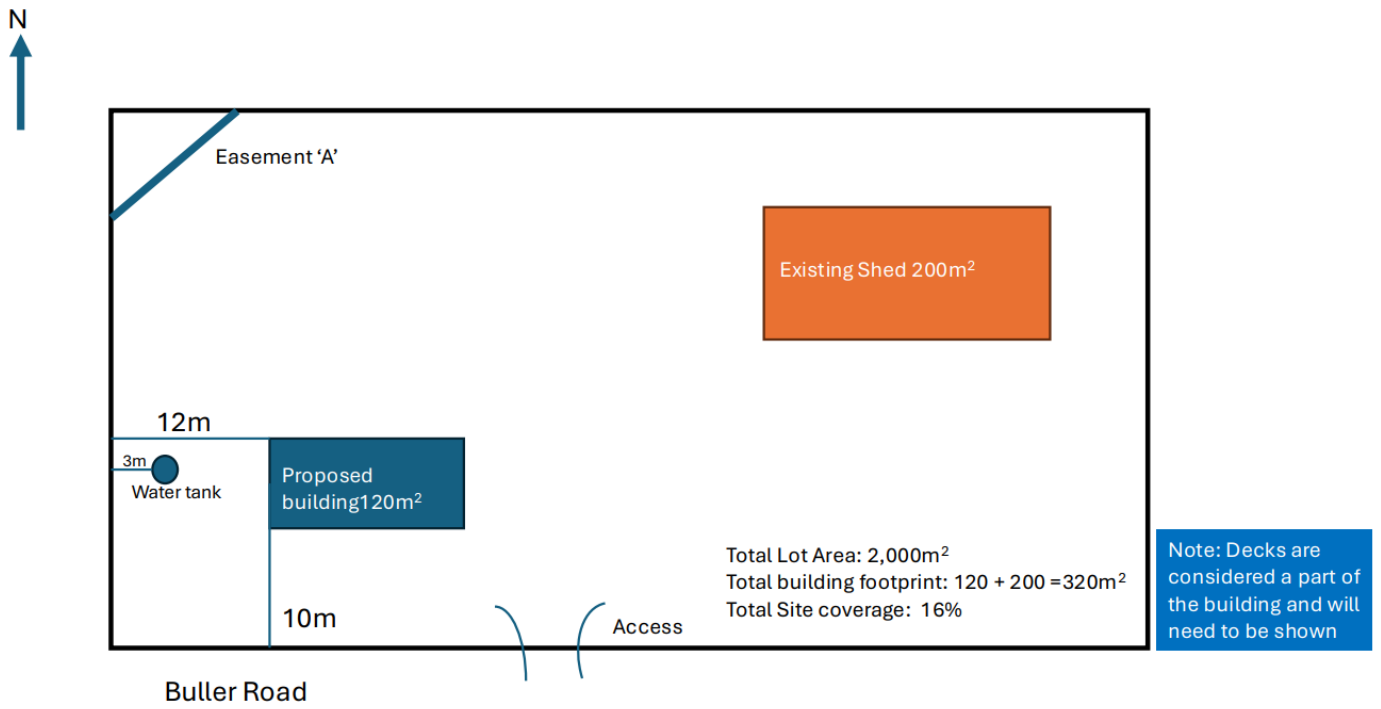 N
Easement ‘A’
Existing Shed 200m²
12m
3m
Water tank
Proposed
building120m²
10m
Access
Total Lot Area: 2,000m²
Total building footprint: 120 + 200 =320m²
Total Site coverage: 16%
Note: Decks are
considered a part of
the building and will
need to be shown
Buller Road